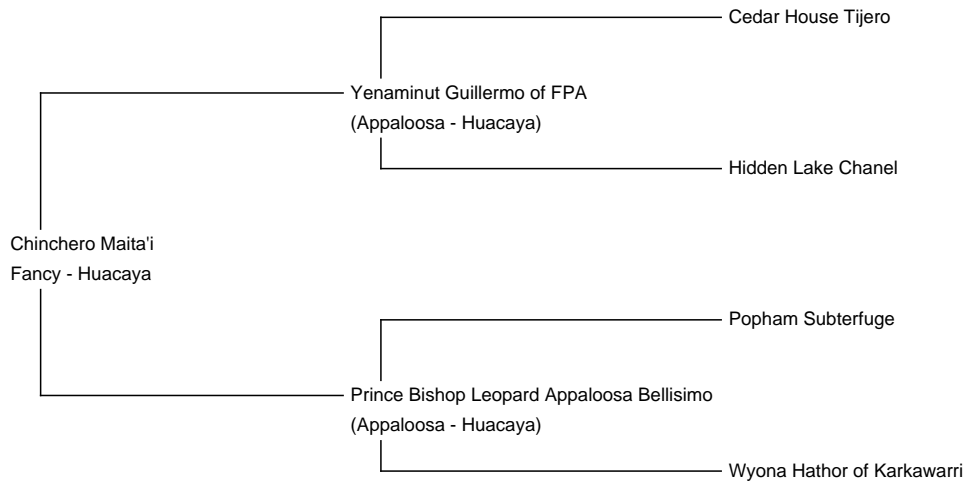 Cedar House Tijero
Yenaminut Guillermo of FPA
(Appaloosa - Huacaya)
Hidden Lake Chanel
Chinchero Maita'i
Fancy - Huacaya
Popham Subterfuge
Prince Bishop Leopard Appaloosa Bellisimo
(Appaloosa - Huacaya)
Wyona Hathor of Karkawarri